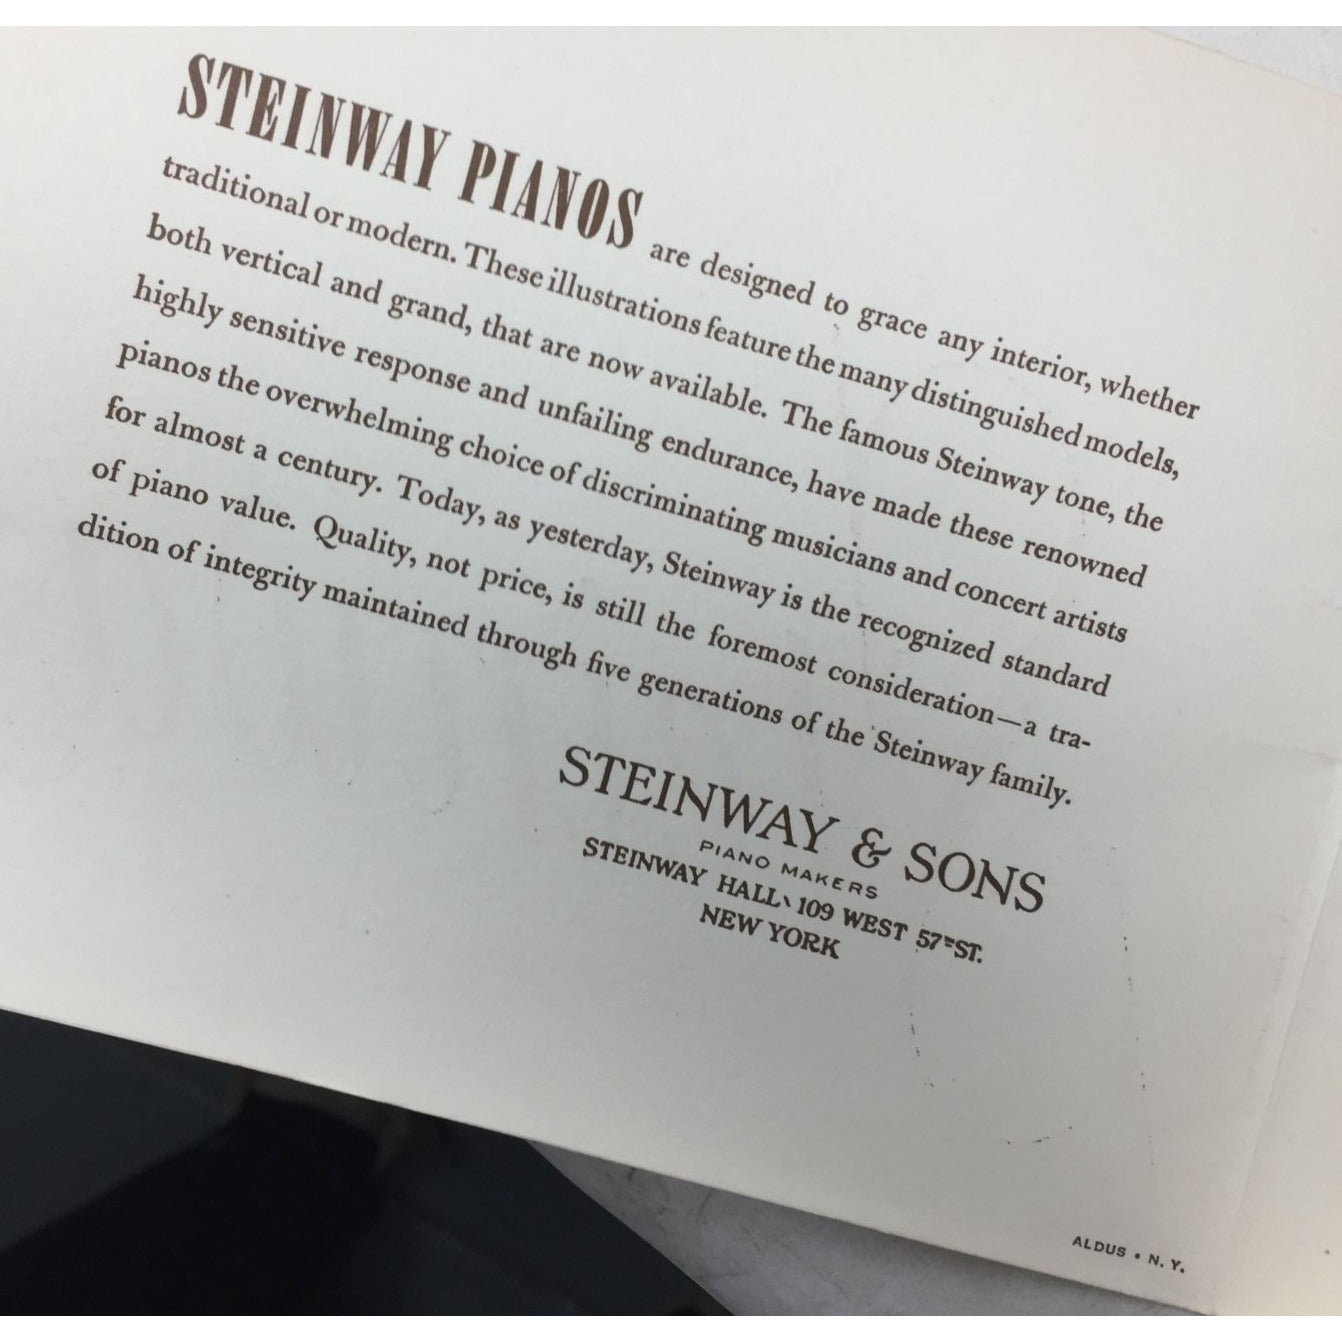 STEINWAY PIANOS are designed to grace any interior, whether
traditional or modern. These illustrations feature the many distinguished models,
both vertical and grand, that are now available. The famous Steinway tone, the
highly sensitive response and unfailing endurance, have made these renowned
pianos the overwhelming choice of discriminating musicians and concert artists
for almost a century. Today, as yesterday, Steinway is the recognized standard
of piano value. Quality, not price, is still the foremost consideration—a tra-
dition of integrity maintained through five generations of the Steinway family.
STEINWAY & SONS
PIANO MAKERS
STEINWAY HALL, 109 WEST 57TH ST.
NEW YORK
ALDUS • N. Y.